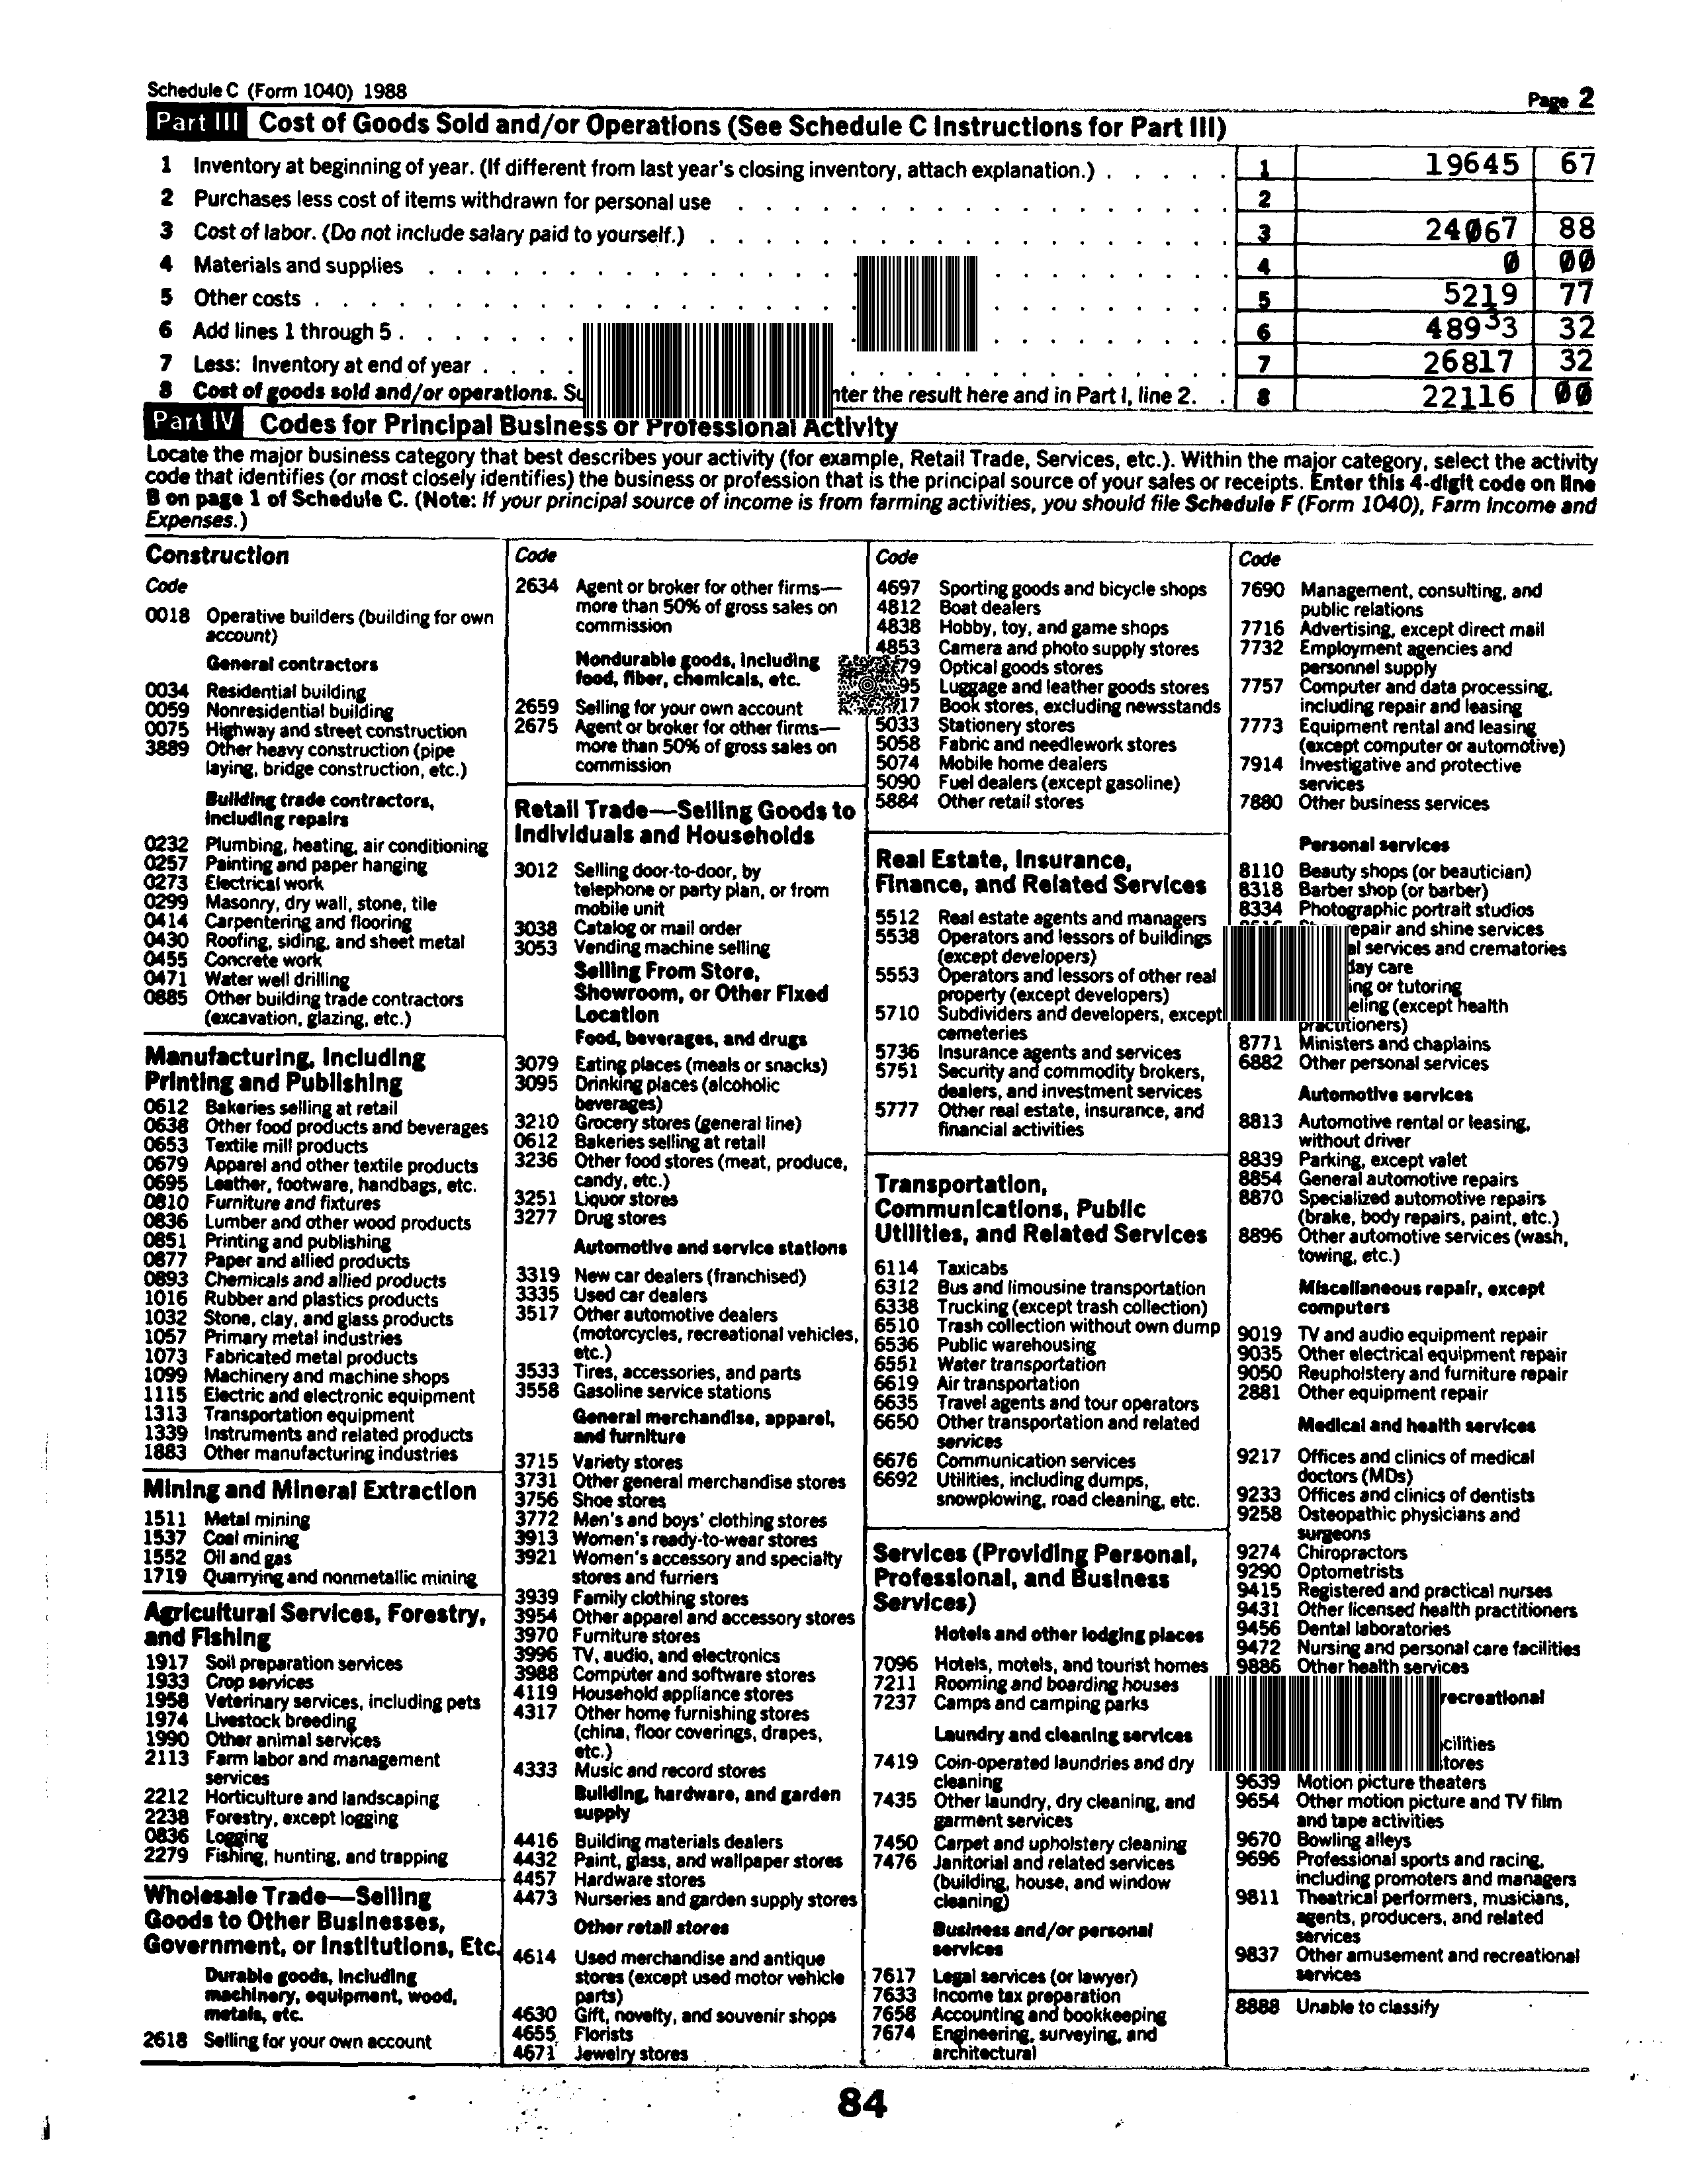 Schedule C (Form 1040) 1988
Page 2
Part III Cost of Goods Sold and/or Operations (See Schedule C Instructions for Part III)
1 Inventory at beginning of year. (If different from last year's closing inventory, attach explanation.) . . . . . 1 19645 67
2 Purchases less cost of items withdrawn for personal use 2
3 Cost of labor. (Do not include salary paid to yourself.) 3 24067 88
4 Materials and supplies 4 0 00
5 Other costs 5 5219 77
6 Add lines 1 through 5 6 48933 32
7 Less: Inventory at end of year 7 26817 32
8 Cost of goods sold and/or operations. nter the result here and in Part I, line 2. 8 22116 00
Part IV Codes for Principal Business or Professional Activity
Locate the major business category that best describes your activity (for example, Retail Trade, Services, etc.). Within the major category, select the activity
code that identifies (or most closely identifies) the business or profession that is the principal source of your sales or receipts. Enter this 4-digit code on line
B on page 1 of Schedule C. (Note: If your principal source of income is from farming activities, you should file Schedule F (Form 1040), Farm Income and
Expenses.)
Construction
Code
0018 Operative builders (building for own
account)
General contractors
0034 Residential building
0059 Nonresidential building
0075 Highway and street construction
3889 Other heavy construction (pipe
laying, bridge construction, etc.)
Building trade contractors,
including repairs
0232 Plumbing, heating, air conditioning
0257 Painting and paper hanging
0273 Electrical work
0299 Masonry, dry wall, stone, tile
0414 Carpentering and flooring
0430 Roofing, siding, and sheet metal
0455 Concrete work
0471 Water well drilling
0885 Other building trade contractors
(excavation, glazing, etc.)
Manufacturing, Including
Printing and Publishing
0612 Bakeries selling at retail
0638 Other food products and beverages
0653 Textile mill products
0679 Apparel and other textile products
0695 Leather, footware, handbags, etc.
0810 Furniture and fixtures
0836 Lumber and other wood products
0851 Printing and publishing
0877 Paper and allied products
0893 Chemicals and allied products
1016 Rubber and plastics products
1032 Stone, clay, and glass products
1057 Primary metal industries
1073 Fabricated metal products
1099 Machinery and machine shops
1115 Electric and electronic equipment
1313 Transportation equipment
1339 Instruments and related products
1883 Other manufacturing industries
Mining and Mineral Extraction
1511 Metal mining
1537 Coal mining
1552 Oil and gas
1719 Quarrying and nonmetallic mining
Agricultural Services, Forestry,
and Fishing
1917 Soil preparation services
1933 Crop services
1958 Veterinary services, including pets
1974 Livestock breeding
1990 Other animal services
2113 Farm labor and management
services
2212 Horticulture and landscaping
2238 Forestry, except logging
0836 Logging
2279 Fishing, hunting, and trapping
Wholesale Trade—Selling
Goods to Other Businesses,
Government, or Institutions, Etc.
Durable goods, including
machinery, equipment, wood,
metals, etc.
2618 Selling for your own account
Code
2634 Agent or broker for other firms—
more than 50% of gross sales on
commission
Nondurable goods, including
food, fiber, chemicals, etc.
2659 Selling for your own account
2675 Agent or broker for other firms—
more than 50% of gross sales on
commission
Retail Trade—Selling Goods to
Individuals and Households
3012 Selling door-to-door, by
telephone or party plan, or from
mobile unit
3038 Catalog or mail order
3053 Vending machine selling
Selling From Store,
Showroom, or Other Fixed
Location
Food, beverages, and drugs
3079 Eating places (meals or snacks)
3095 Drinking places (alcoholic
beverages)
3210 Grocery stores (general line)
0612 Bakeries selling at retail
3236 Other food stores (meat, produce,
candy, etc.)
3251 Liquor stores
3277 Drug stores
Automotive and service stations
3319 New car dealers (franchised)
3335 Used car dealers
3517 Other automotive dealers
(motorcycles, recreational vehicles,
etc.)
3533 Tires, accessories, and parts
3558 Gasoline service stations
General merchandise, apparel,
and furniture
3715 Variety stores
3731 Other general merchandise stores
3756 Shoe stores
3772 Men's and boys' clothing stores
3913 Women's ready-to-wear stores
3921 Women's accessory and specialty
stores and furriers
3939 Family clothing stores
3954 Other apparel and accessory stores
3970 Furniture stores
3996 TV, audio, and electronics
3988 Computer and software stores
4119 Household appliance stores
4317 Other home furnishing stores
(china, floor coverings, drapes,
etc.)
4333 Music and record stores
Building, hardware, and garden
supply
4416 Building materials dealers
4432 Paint, glass, and wallpaper stores
4457 Hardware stores
4473 Nurseries and garden supply stores
Other retail stores
4614 Used merchandise and antique
stores (except used motor vehicle
parts)
4630 Gift, novelty, and souvenir shops
4655 Florists
4671 Jewelry stores
Code
4697 Sporting goods and bicycle shops
4812 Boat dealers
4838 Hobby, toy, and game shops
4853 Camera and photo supply stores
79 Optical goods stores
95 Luggage and leather goods stores
17 Book stores, excluding newsstands
5033 Stationery stores
5058 Fabric and needlework stores
5074 Mobile home dealers
5090 Fuel dealers (except gasoline)
5884 Other retail stores
Real Estate, Insurance,
Finance, and Related Services
5512 Real estate agents and managers
5538 Operators and lessors of buildings
(except developers)
5553 Operators and lessors of other real
property (except developers)
5710 Subdividers and developers, except
cemeteries
5736 Insurance agents and services
5751 Security and commodity brokers,
dealers, and investment services
5777 Other real estate, insurance, and
financial activities
Transportation,
Communications, Public
Utilities, and Related Services
6114 Taxicabs
6312 Bus and limousine transportation
6338 Trucking (except trash collection)
6510 Trash collection without own dump
6536 Public warehousing
6551 Water transportation
6619 Air transportation
6635 Travel agents and tour operators
6650 Other transportation and related
services
6676 Communication services
6692 Utilities, including dumps,
snowplowing, road cleaning, etc.
Services (Providing Personal,
Professional, and Business
Services)
Hotels and other lodging places
7096 Hotels, motels, and tourist homes
7211 Rooming and boarding houses
7237 Camps and camping parks
Laundry and cleaning services
7419 Coin-operated laundries and dry
cleaning
7435 Other laundry, dry cleaning, and
garment services
7450 Carpet and upholstery cleaning
7476 Janitorial and related services
(building, house, and window
cleaning)
Business and/or personal
services
7617 Legal services (or lawyer)
7633 Income tax preparation
7658 Accounting and bookkeeping
7674 Engineering, surveying, and
architectural
Code
7690 Management, consulting, and
public relations
7716 Advertising, except direct mail
7732 Employment agencies and
personnel supply
7757 Computer and data processing,
including repair and leasing
7773 Equipment rental and leasing
(except computer or automotive)
7914 Investigative and protective
services
7880 Other business services
Personal services
8110 Beauty shops (or beautician)
8318 Barber shop (or barber)
8334 Photographic portrait studios
epair and shine services
al services and crematories
day care
ing or tutoring
eling (except health
practitioners)
8771 Ministers and chaplains
6882 Other personal services
Automotive services
8813 Automotive rental or leasing,
without driver
8839 Parking, except valet
8854 General automotive repairs
8870 Specialized automotive repairs
(brake, body repairs, paint, etc.)
8896 Other automotive services (wash,
towing, etc.)
Miscellaneous repair, except
computers
9019 TV and audio equipment repair
9035 Other electrical equipment repair
9050 Reupholstery and furniture repair
2881 Other equipment repair
Medical and health services
9217 Offices and clinics of medical
doctors (MDs)
9233 Offices and clinics of dentists
9258 Osteopathic physicians and
surgeons
9274 Chiropractors
9290 Optometrists
9415 Registered and practical nurses
9431 Other licensed health practitioners
9456 Dental laboratories
9472 Nursing and personal care facilities
9886 Other health services
recreational
cilities
tores
9639 Motion picture theaters
9654 Other motion picture and TV film
and tape activities
9670 Bowling alleys
9696 Professional sports and racing,
including promoters and managers
9811 Theatrical performers, musicians,
agents, producers, and related
services
9837 Other amusement and recreational
services
8888 Unable to classify
84